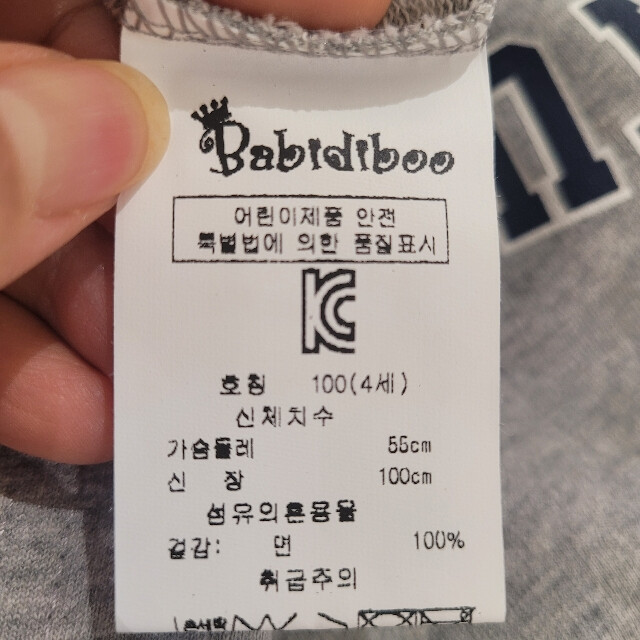 Babidiboo
어린이제품 안전
특별법에 의한 품질표시
KC
호칭 100(4세)
신체치수
가슴둘레 55cm
신 장 100cm
섬유의혼용율
겉감: 면 100%
취급주의